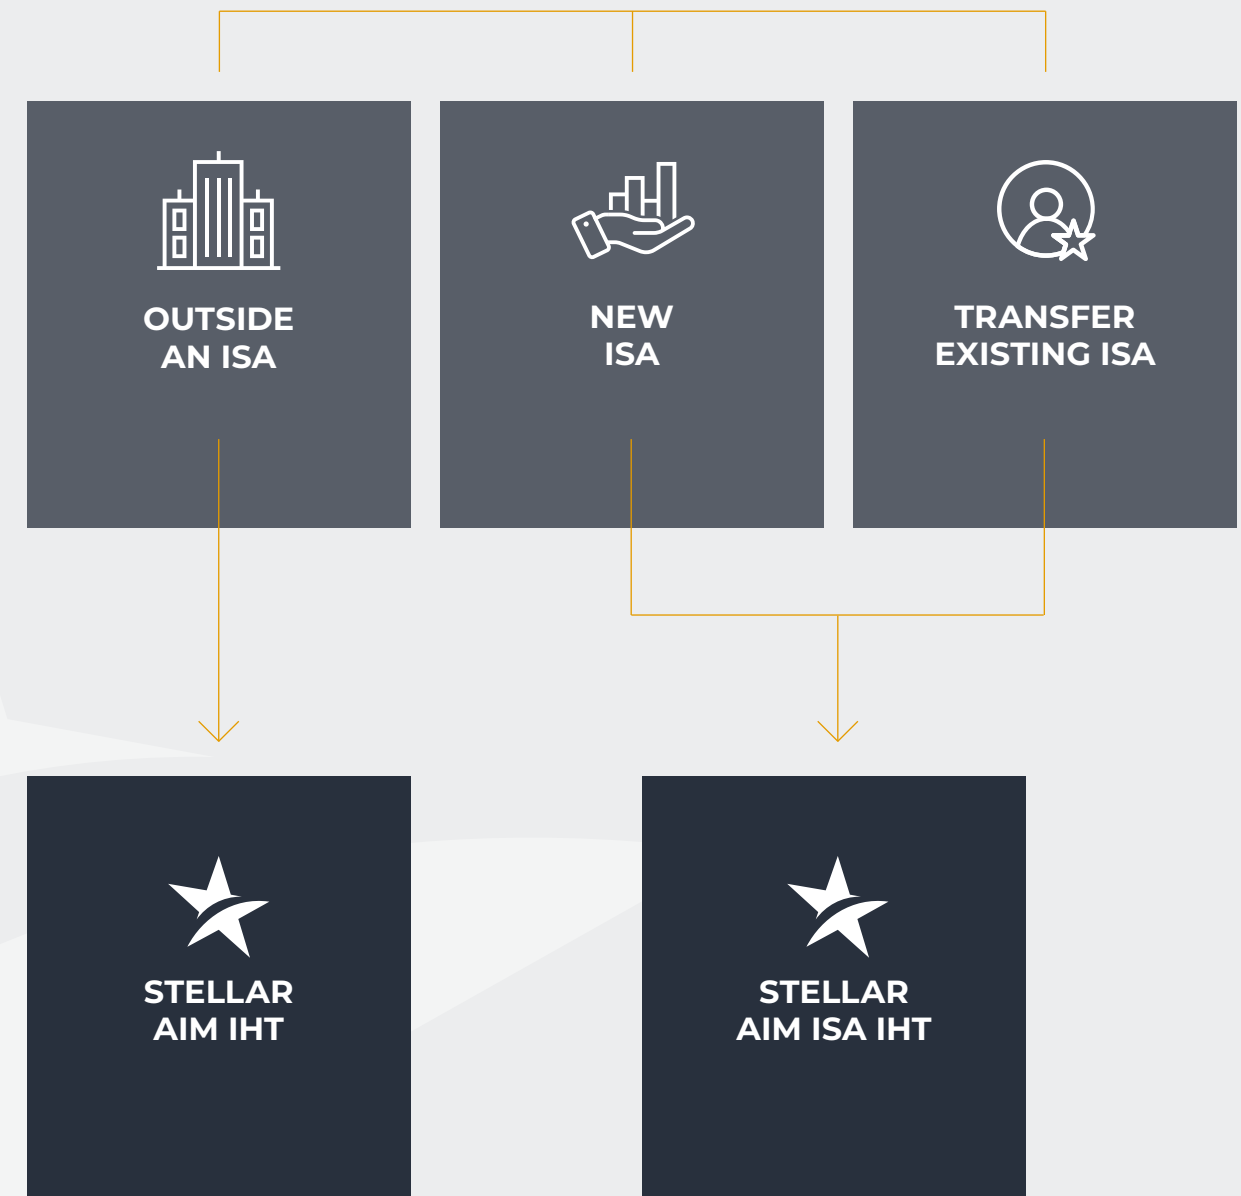 OUTSIDE
AN ISA
NEW
ISA
TRANSFER
EXISTING ISA
STELLAR
AIM IHT
STELLAR
AIM ISA IHT